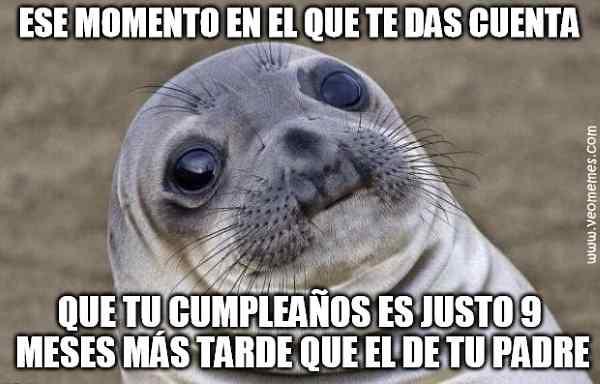 ESE MOMENTO EN EL QUE TE DAS CUENTA
www.veomemes.com
QUE TU CUMPLEAÑOS ES JUSTO 9
MESES MÁS TARDE QUE EL DE TU PADRE